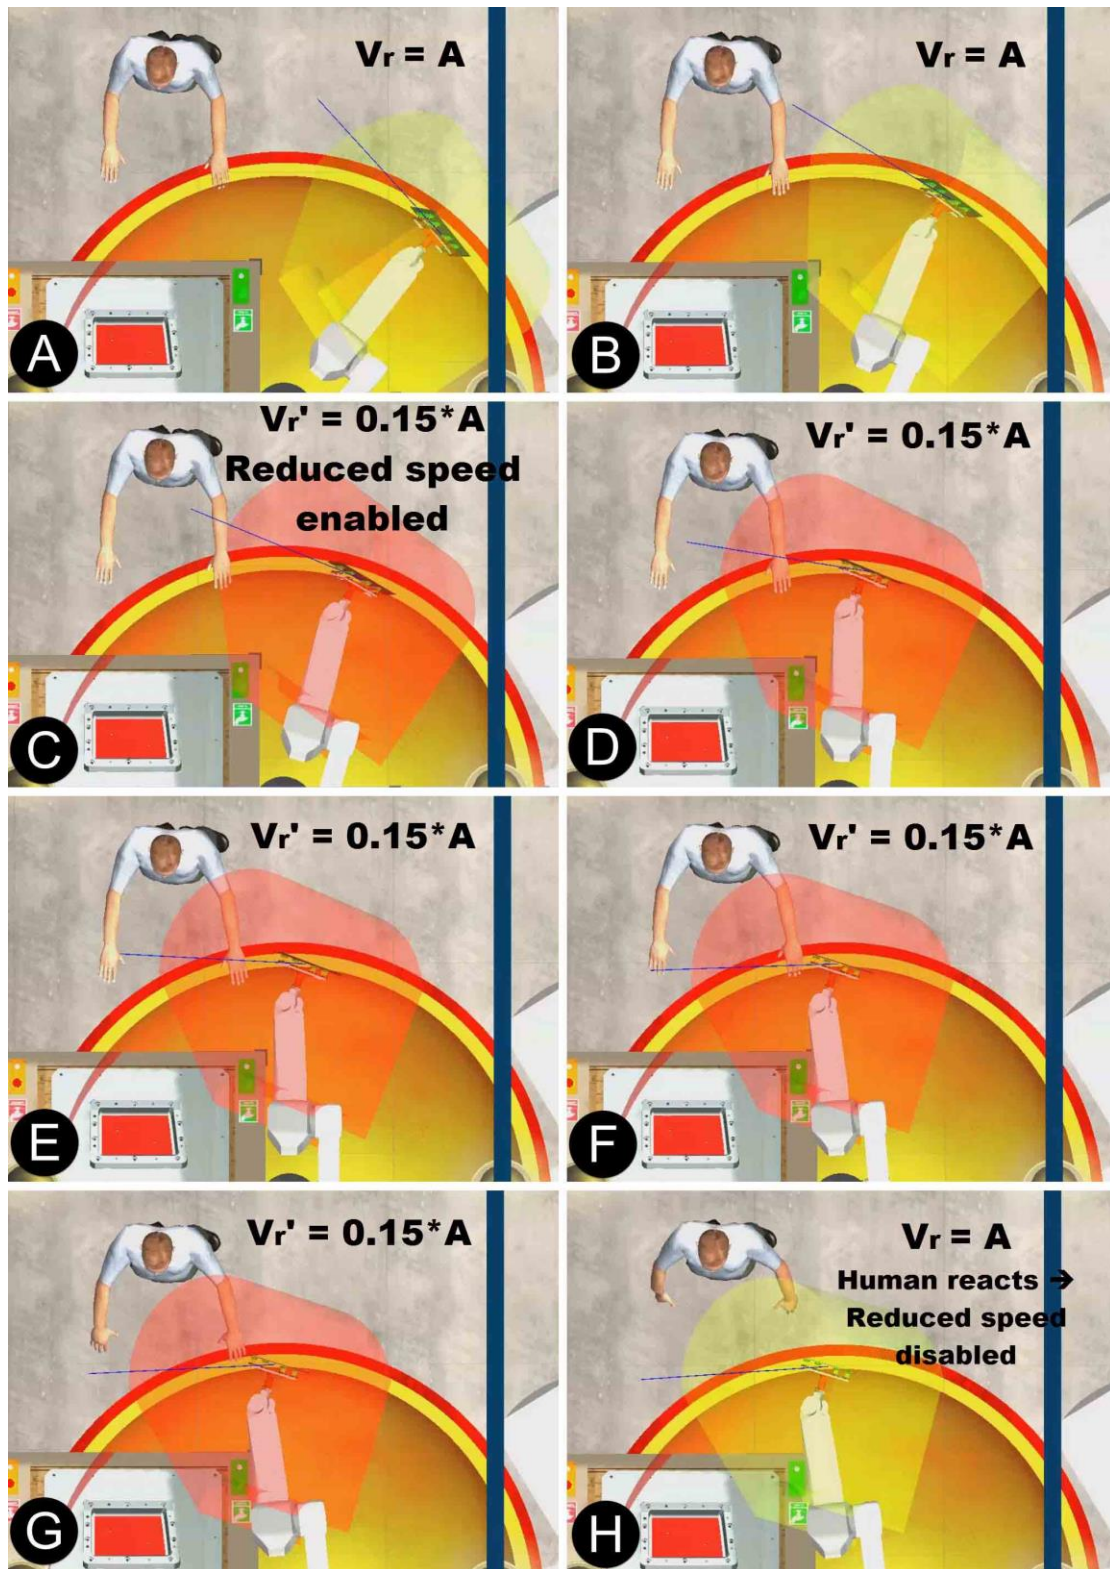 Vr = A
A
Vr = A
B
Vr' = 0.15*A
Reduced speed
enabled
C
Vr' = 0.15*A
D
Vr' = 0.15*A
E
Vr' = 0.15*A
F
Vr' = 0.15*A
G
Vr = A
Human reacts →
Reduced speed
disabled
H